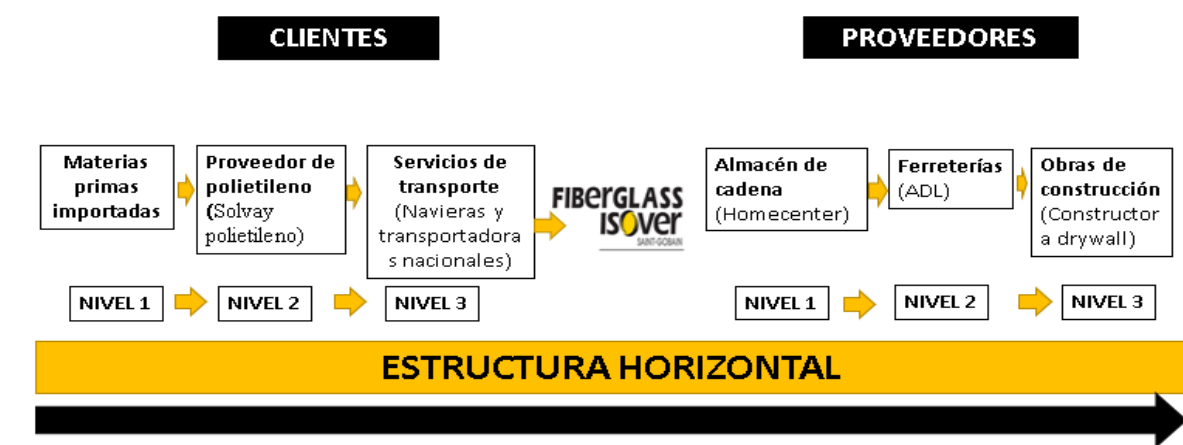 CLIENTES
PROVEEDORES
Materias
primas
importadas
Proveedor de
polietileno
(Solvay
polietileno)
Servicios de
transporte
(Navieras y
transportadora
s nacionales)
FIBERGLASS
ISOVER
SAINT-GOBAIN
Almacén de
cadena
(Homecenter)
Ferreterías
(ADL)
Obras de
construcción
(Constructor
a drywall)
NIVEL 1
NIVEL 2
NIVEL 3
NIVEL 1
NIVEL 2
NIVEL 3
ESTRUCTURA HORIZONTAL